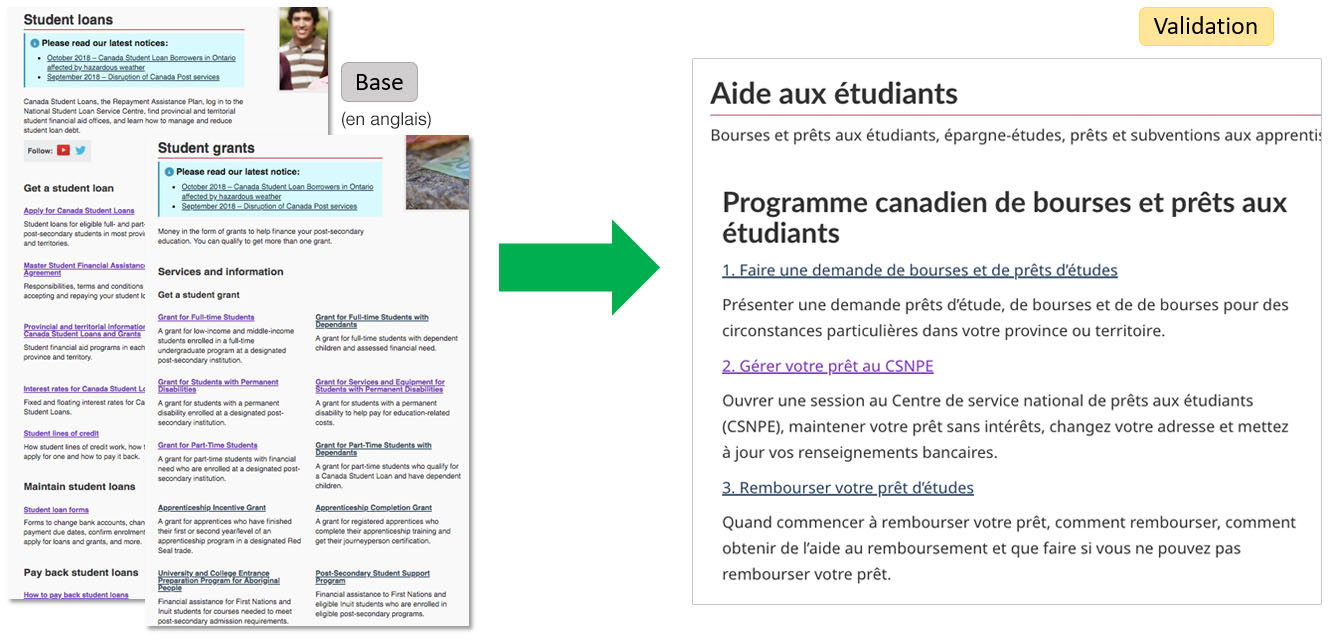 Student loans
Please read our latest notices:
October 2018 – Canada Student Loan Borrowers in Ontario
affected by hazardous weather
September 2018 – Disruption of Canada Post services
Canada Student Loans, the Repayment Assistance Plan, log in to the
National Student Loan Service Centre, find provincial and territorial
student financial aid offices, and learn how to manage and reduce
student loan debt.
Follow:
Get a student loan
Apply for Canada Student Loans
Student loans for eligible full- and part-
post-secondary students in most provi
and territories.
Master Student Financial Assistance
Agreement
Responsibilities, terms and conditions
accepting and repaying your student lo
Provincial and territorial information
Canada Student Loans and Grants
Student financial aid programs in each
province and territory.
Interest rates for Canada Student Lo
Fixed and floating interest rates for Ca
Student Loans.
Student lines of credit
How student lines of credit work, how t
apply for one and how to pay it back.
Maintain student loans
Student loan forms
Forms to change bank accounts, chan
payment due dates, confirm enrolment
apply for loans and grants, and more.
Pay back student loans
How to pay back student loans
Base
(en anglais)
Student grants
Please read our latest notice:
October 2018 – Canada Student Loan Borrowers in Ontario
affected by hazardous weather
September 2018 – Disruption of Canada Post services
Money in the form of grants to help finance your post-secondary
education. You can qualify to get more than one grant.
Services and information
Get a student grant
Grant for Full-time Students
A grant for low-income and middle-income
students enrolled in a full-time
undergraduate program at a designated
post-secondary institution.
Grant for Full-time Students with
Dependants
A grant for full-time students with dependent
children and assessed financial need.
Grant for Students with Permanent
Disabilities
A grant for students with a permanent
disability enrolled at a designated post-
secondary institution.
Grant for Services and Equipment for
Students with Permanent Disabilities
A grant for students with a permanent
disability to help pay for education-related
costs.
Grant for Part-Time Students
A grant for part-time students with financial
need who are enrolled at a designated post-
secondary institution.
Grant for Part-Time Students with
Dependants
A grant for part-time students who qualify for
a Canada Student Loan and have dependent
children.
Apprenticeship Incentive Grant
A grant for apprentices who have finished
their first or second year/level of an
apprenticeship program in a designated Red
Seal trade.
Apprenticeship Completion Grant
A grant for registered apprentices who
complete their apprenticeship training and
get their journeyperson certification.
University and College Entrance
Preparation Program for Aboriginal
People
Financial assistance for First Nations and
Inuit students for courses needed to meet
post-secondary admission requirements.
Post-Secondary Student Support
Program
Financial assistance to First Nations and
eligible Inuit students who are enrolled in
eligible post-secondary programs.
Validation
Aide aux étudiants
Bourses et prêts aux étudiants, épargne-études, prêts et subventions aux apprentis
Programme canadien de bourses et prêts aux
étudiants
1. Faire une demande de bourses et de prêts d’études
Présenter une demande prêts d’étude, de bourses et de de bourses pour des
circonstances particulières dans votre province ou territoire.
2. Gérer votre prêt au CSNPE
Ouvrer une session au Centre de service national de prêts aux étudiants
(CSNPE), maintener votre prêt sans intérêts, changez votre adresse et mettez
à jour vos renseignements bancaires.
3. Rembourser votre prêt d’études
Quand commencer à rembourser votre prêt, comment rembourser, comment
obtenir de l’aide au remboursement et que faire si vous ne pouvez pas
rembourser votre prêt.